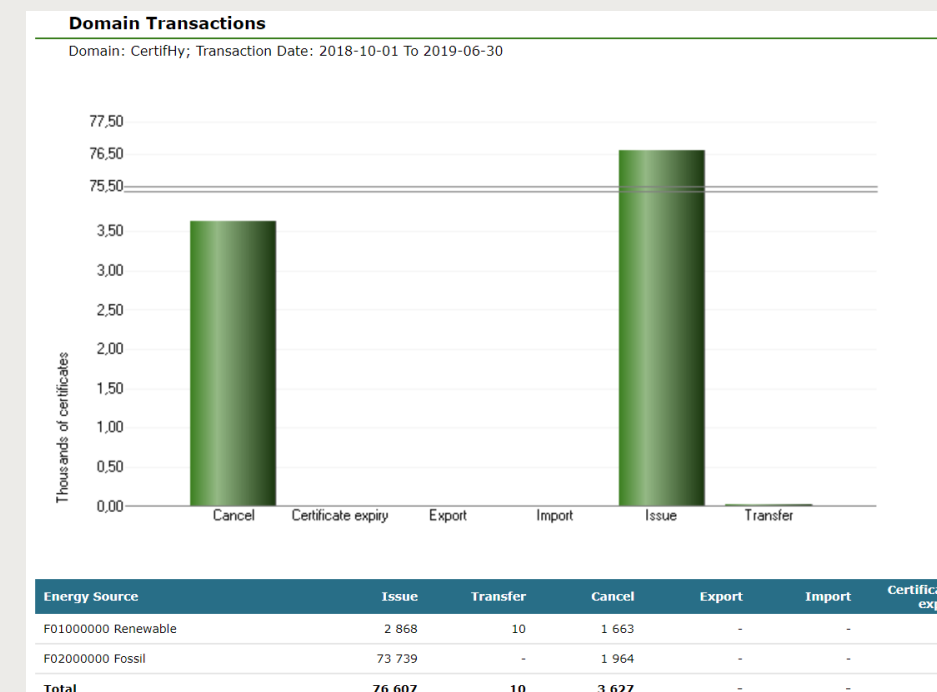 Domain Transactions
Domain: CertifHy; Transaction Date: 2018-10-01 To 2019-06-30
77,50
76,50
75,50
3,50
3,00
2,50
2,00
1,50
1,00
0,50
0,00
Thousands of certificates
Cancel Certificate expiry Export Import Issue Transfer
Energy Source Issue Transfer Cancel Export Import
F01000000 Renewable 2 868 10 1 663 - -
F02000000 Fossil 73 739 - 1 964 - -
Total 76 607 10 3 627 - -